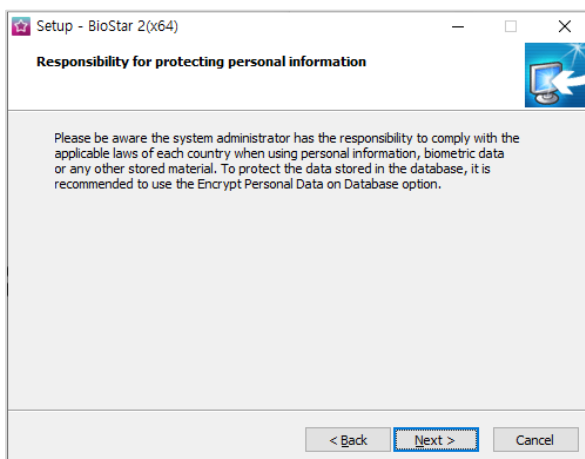 Setup - BioStar 2(x64)
Responsibility for protecting personal information
Please be aware the system administrator has the responsibility to comply with the
applicable laws of each country when using personal information, biometric data
or any other stored material. To protect the data stored in the database, it is
recommended to use the Encrypt Personal Data on Database option.
< Back
Next >
Cancel